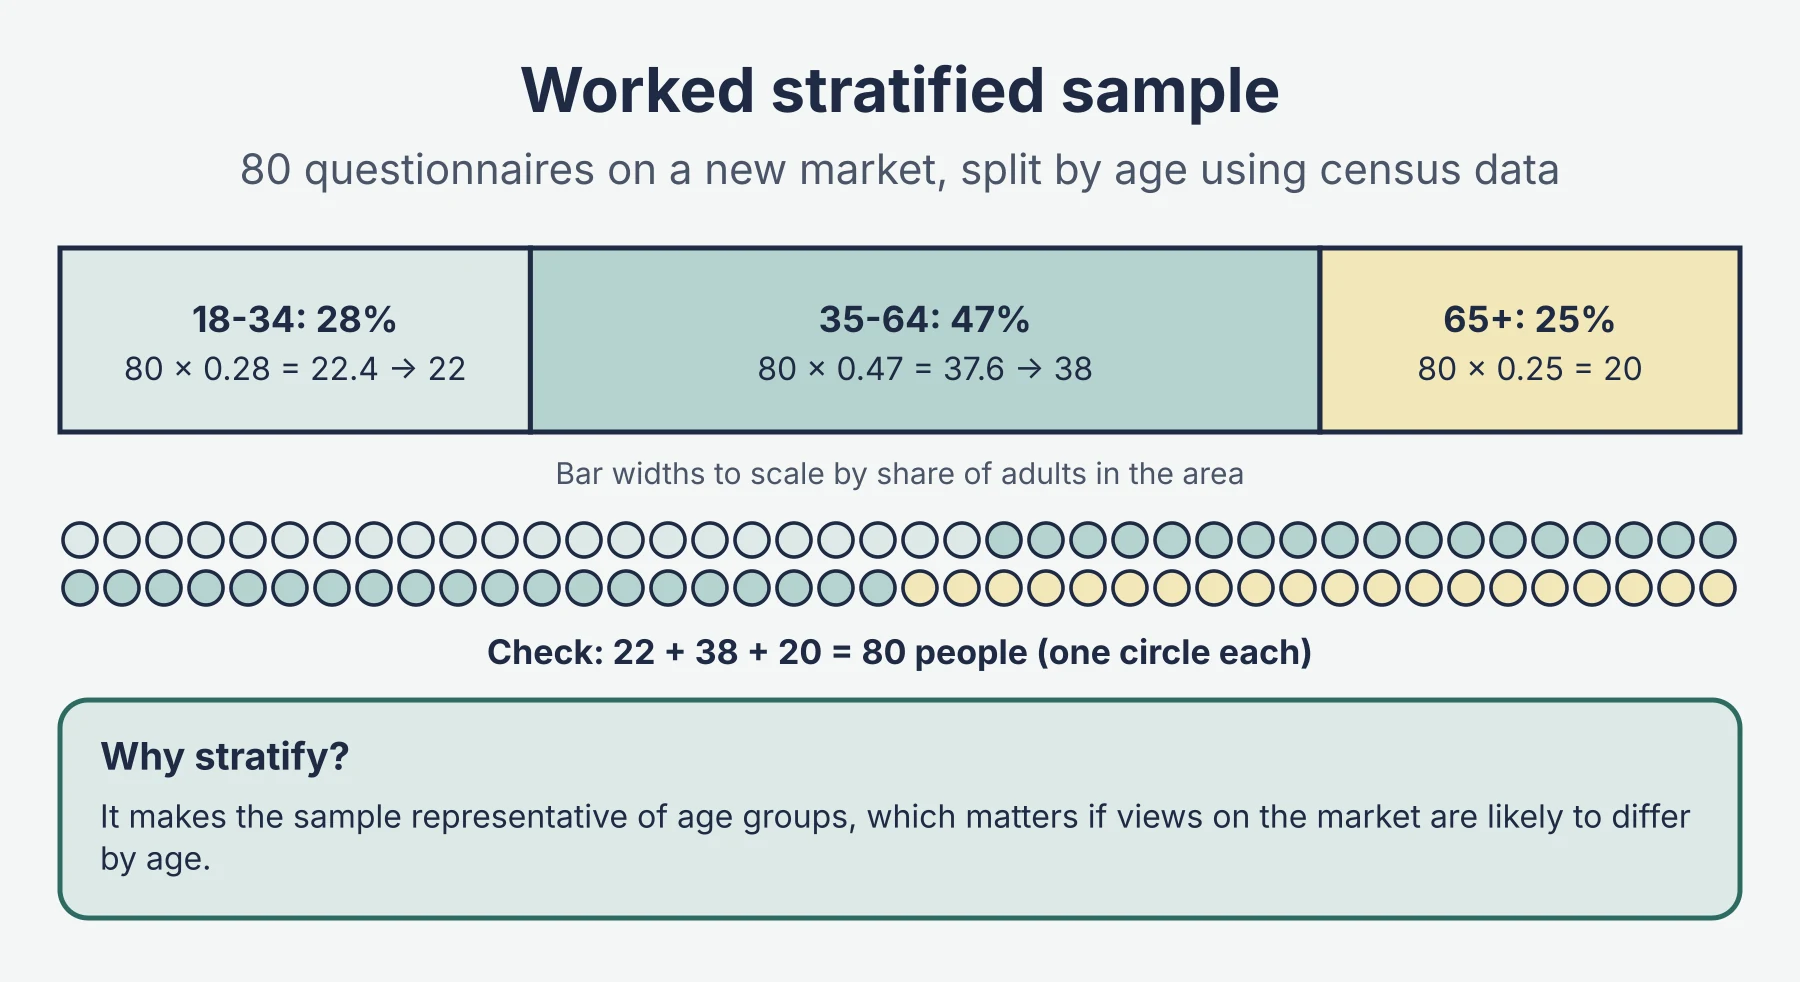 Worked stratified sample
80 questionnaires on a new market, split by age using census data
18-34: 28%
80 × 0.28 = 22.4 → 22
35-64: 47%
80 × 0.47 = 37.6 → 38
65+: 25%
80 × 0.25 = 20
Bar widths to scale by share of adults in the area
Check: 22 + 38 + 20 = 80 people (one circle each)
Why stratify?
It makes the sample representative of age groups, which matters if views on the market are likely to differ
by age.